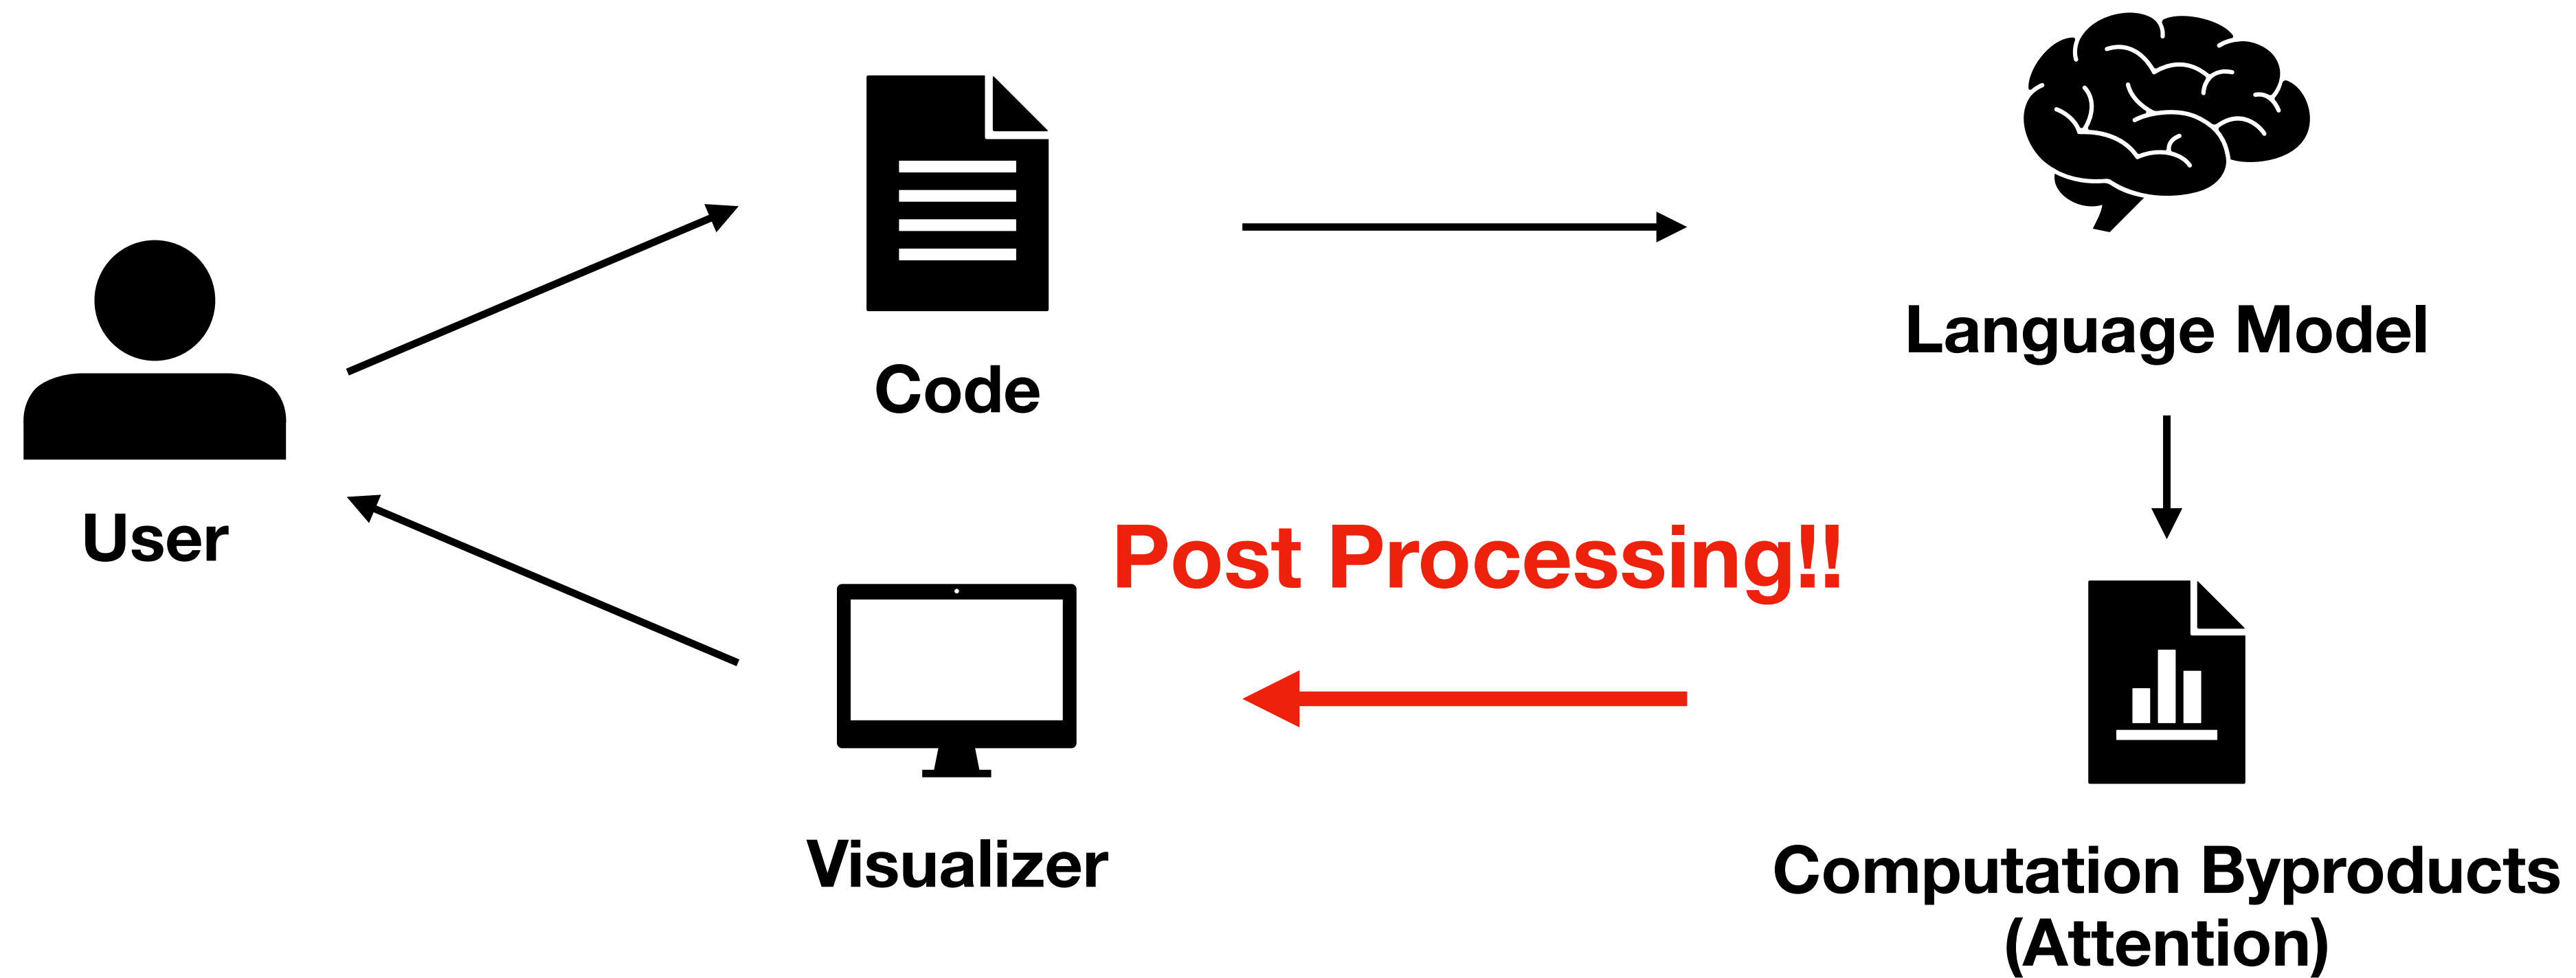 Language Model
Code
User
Post Processing!!
Visualizer
Computation Byproducts
(Attention)